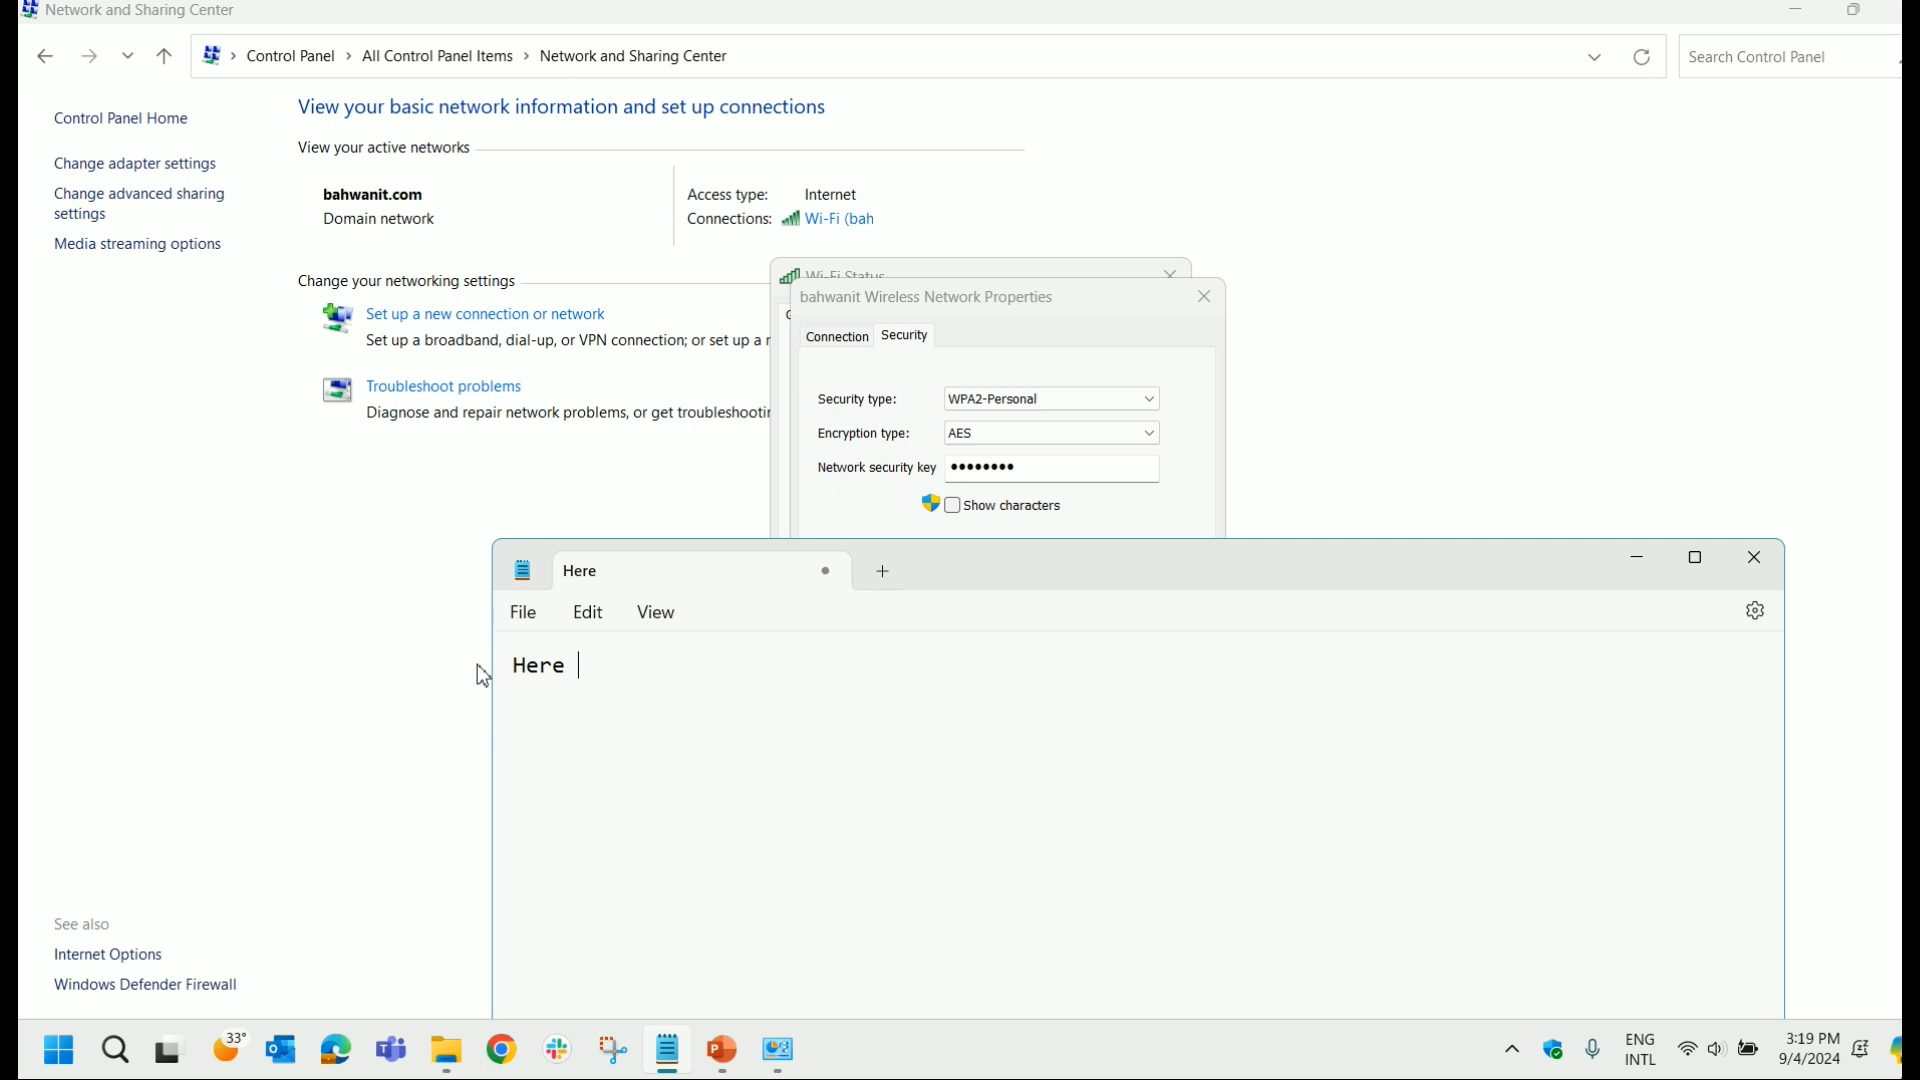 Network and Sharing Center
Control Panel > All Control Panel Items > Network and Sharing Center
Search Control Panel
Control Panel Home
Change adapter settings
Change advanced sharing
settings
Media streaming options
View your basic network information and set up connections
View your active networks
bahwanit.com
Domain network
Access type: Internet
Connections: Wi-Fi (bah
Change your networking settings
Set up a new connection or network
Set up a broadband, dial-up, or VPN connection; or set up a r
Troubleshoot problems
Diagnose and repair network problems, or get troubleshootin
Wi-Fi Status
bahwanit Wireless Network Properties
Connection Security
Security type: WPA2-Personal
Encryption type: AES
Network security key ••••••••
Show characters
Here
File Edit View
Here
See also
Internet Options
Windows Defender Firewall
33°
ENG
INTL
3:19 PM
9/4/2024